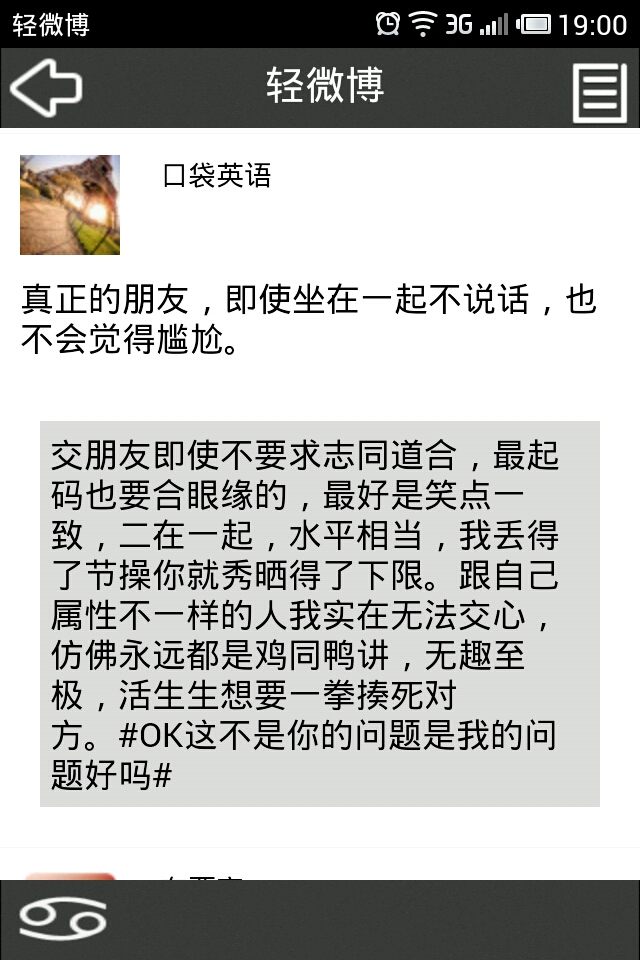 轻微博
3G
19:00
轻微博
口袋英语
真正的朋友，即使坐在一起不说话，也
不会觉得尴尬。
交朋友即使不要求志同道合，最起
码也要合眼缘的，最好是笑点一
致，二在一起，水平相当，我丢得
了节操你就秀晒得了下限。跟自己
属性不一样的人我实在无法交心，
仿佛永远都是鸡同鸭讲，无趣至
极，活生生想要一拳揍死对
方。#OK这不是你的问题是我的问
题好吗#